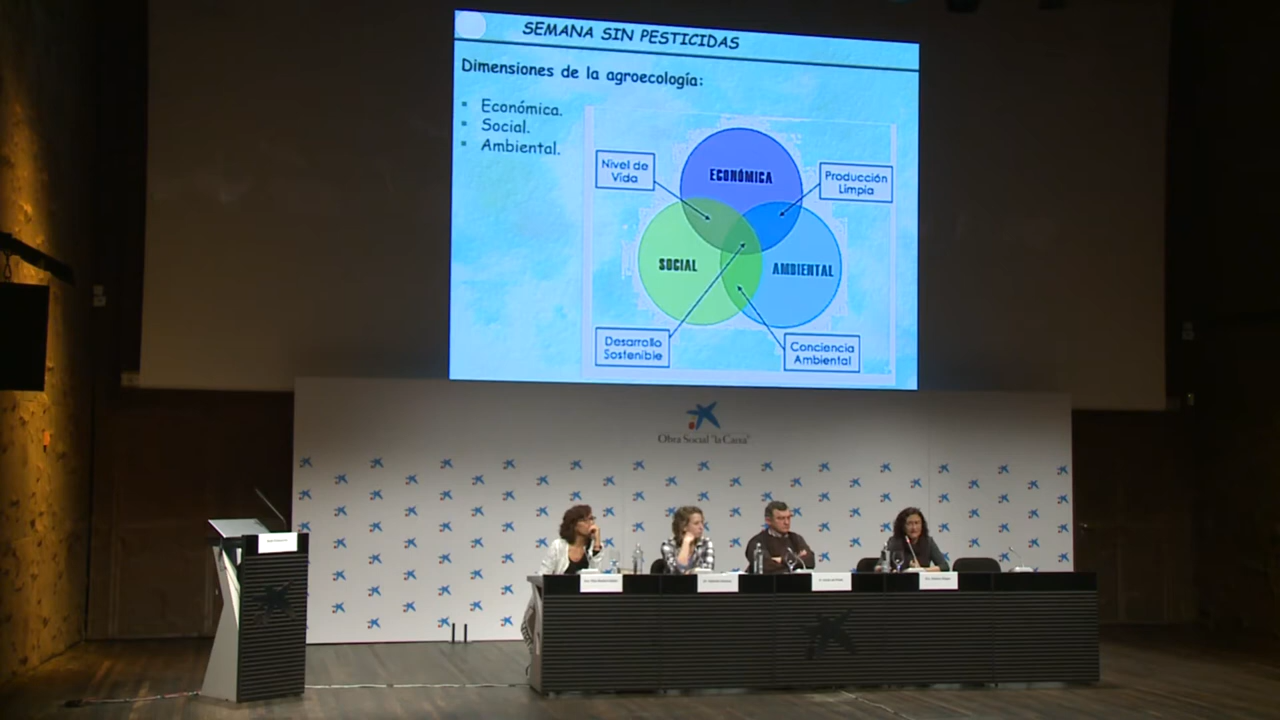 SEMANA SIN PESTICIDAS
Dimensiones de la agroecología:
▪ Económica.
▪ Social.
▪ Ambiental.
Nivel de
Vida
ECONÓMICA
Producción
Limpia
SOCIAL
AMBIENTAL
Desarrollo
Sostenible
Conciencia
Ambiental
Obra Social "la Caixa"